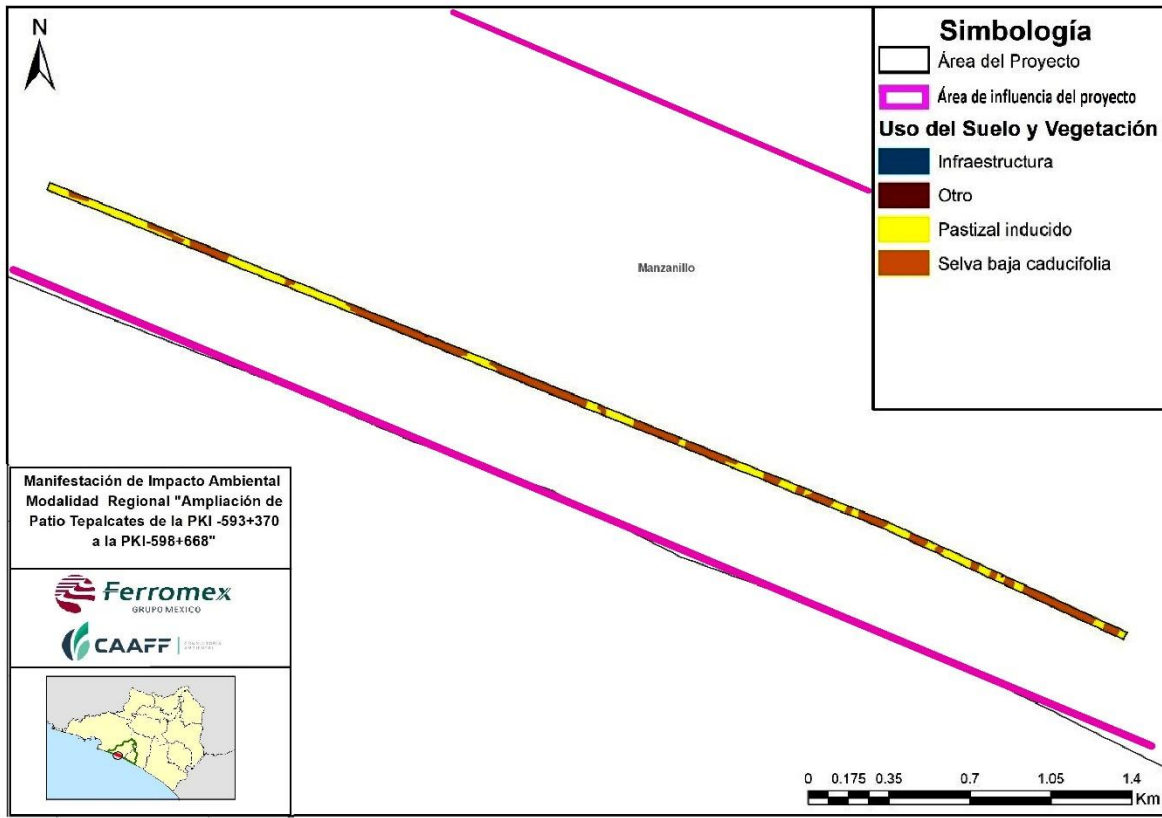 N
Simbología
Área del Proyecto
Área de influencia del proyecto
Uso del Suelo y Vegetación
Infraestructura
Otro
Pastizal inducido
Selva baja caducifolia
Manzanillo
Manifestación de Impacto Ambiental
Modalidad Regional "Ampliación de
Patio Tepalcates de la PKI -593+370
a la PKI-598+668"
Ferromex
GRUPO MEXICO
CAAFF
CONSULTORÍA
AMBIENTAL
0 0.175 0.35 0.7 1.05 1.4
Km